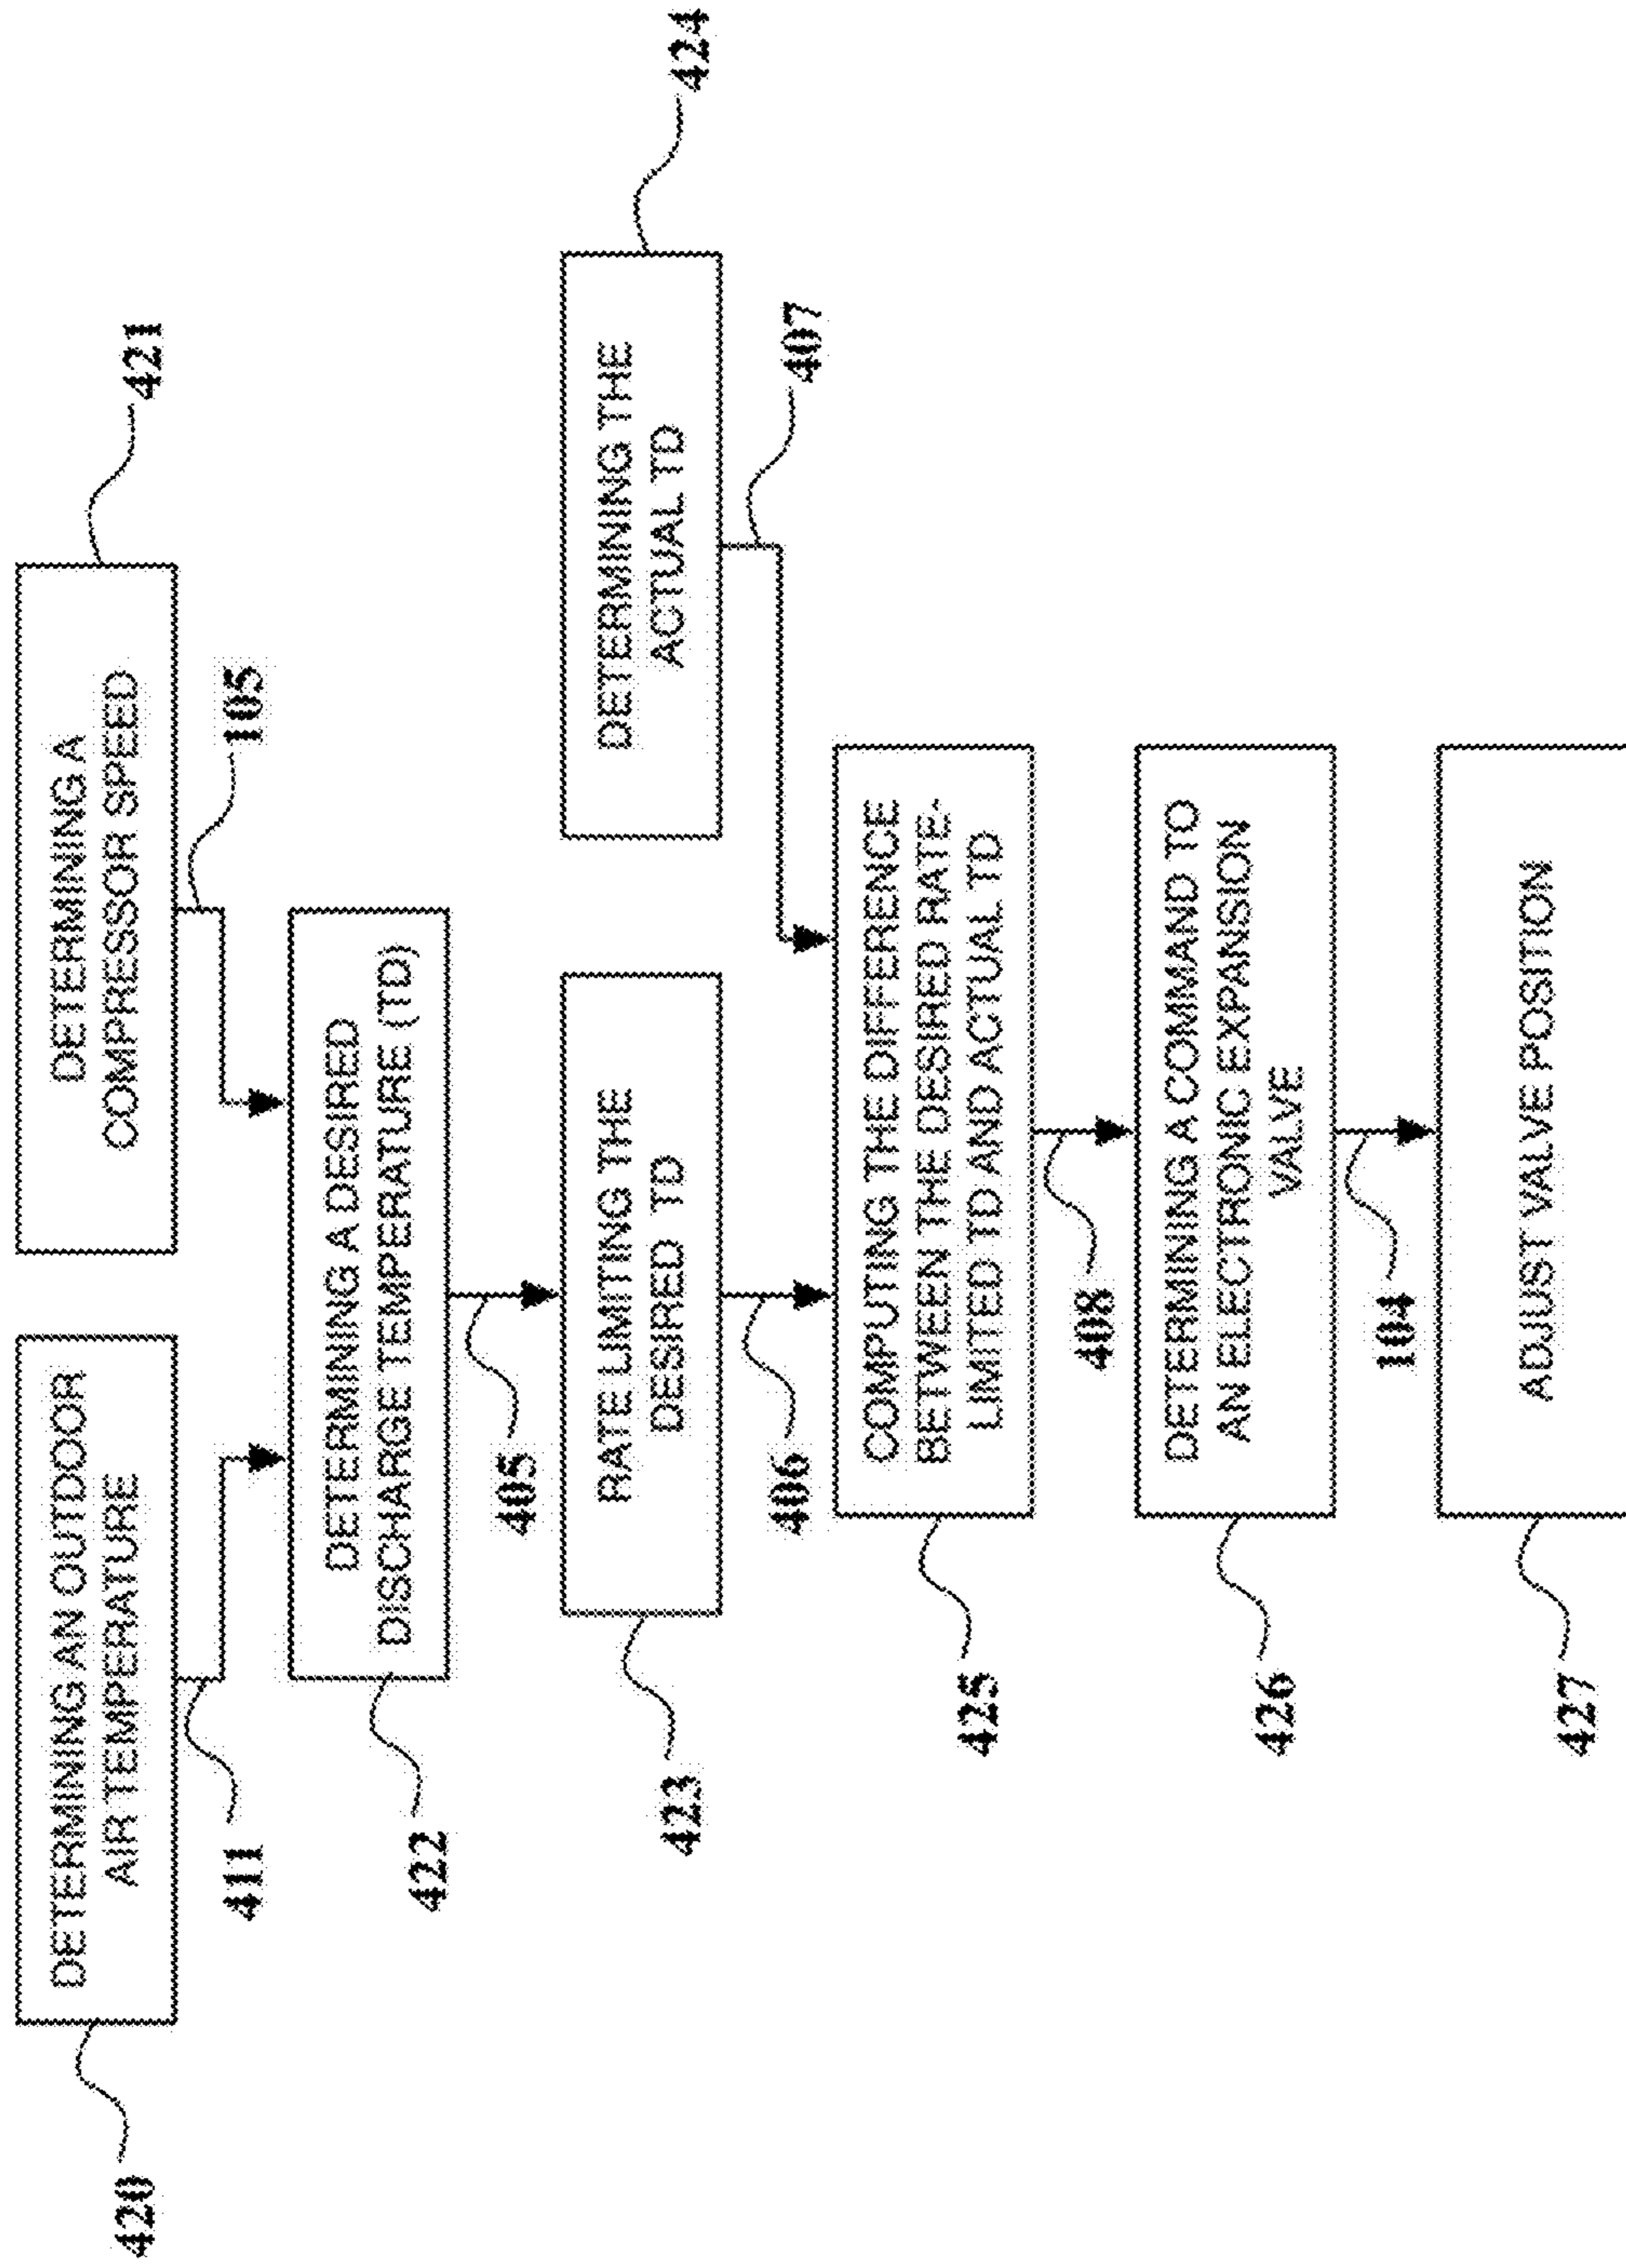 420
DETERMINING AN OUTDOOR
AIR TEMPERATURE
411
DETERMINING A
COMPRESSOR SPEED
421
105
422
DETERMINING A DESIRED
DISCHARGE TEMPERATURE (TD)
405
423
RATE LIMITING THE
DESIRED TD
406
DETERMINING THE
ACTUAL TD
424
407
425
COMPUTING THE DIFFERENCE
BETWEEN THE DESIRED RATE-
LIMITED TD AND ACTUAL TD
408
426
DETERMINING A COMMAND TO
AN ELECTRONIC EXPANSION
VALVE
104
427
ADJUST VALVE POSITION